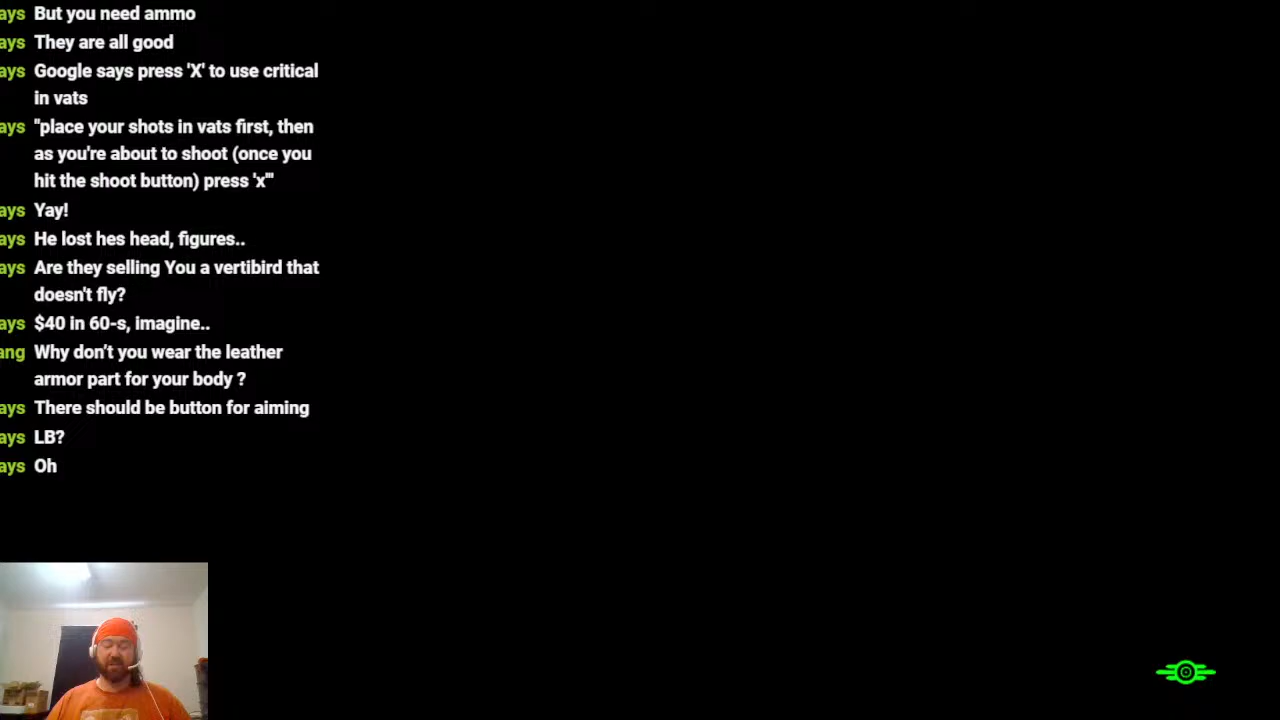 ays But you need ammo
ays They are all good
ays Google says press 'X' to use critical
in vats
ays "place your shots in vats first, then
as you're about to shoot (once you
hit the shoot button) press 'x'"
ays Yay!
ays He lost hes head, figures..
ays Are they selling You a vertibird that
doesn't fly?
ays $40 in 60-s, imagine..
ang Why don't you wear the leather
armor part for your body ?
ays There should be button for aiming
ays LB?
ays Oh